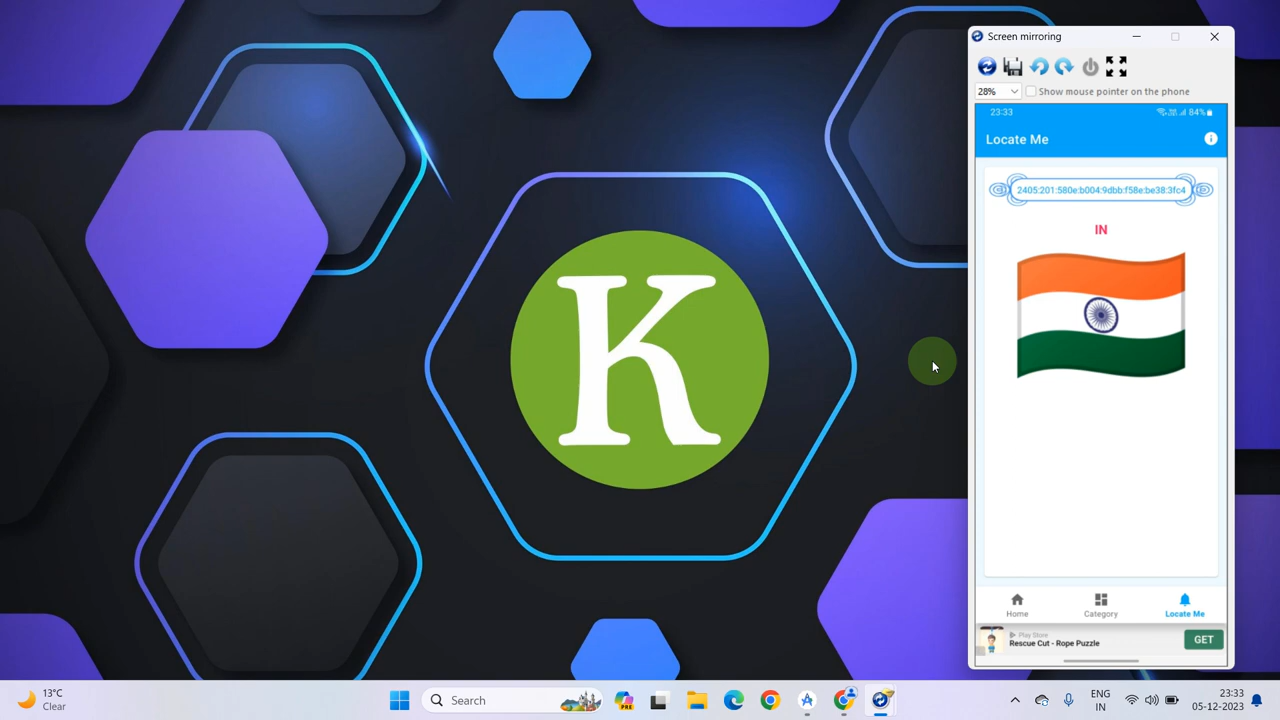 K
Screen mirroring
28%
Show mouse pointer on the phone
23:33
84%
Locate Me
2405:201:580e:b004:9dbb:f58e:be38:3fc4
IN
Home
Category
Locate Me
Play Store
Rescue Cut - Rope Puzzle
GET
13°C
Clear
Search
PRE
ENG
IN
23:33
05-12-2023